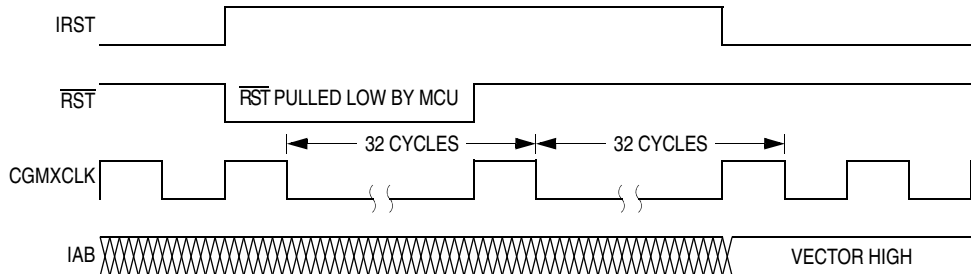 IRST
RST
RST PULLED LOW BY MCU
32 CYCLES
32 CYCLES
CGMXCLK
IAB
VECTOR HIGH